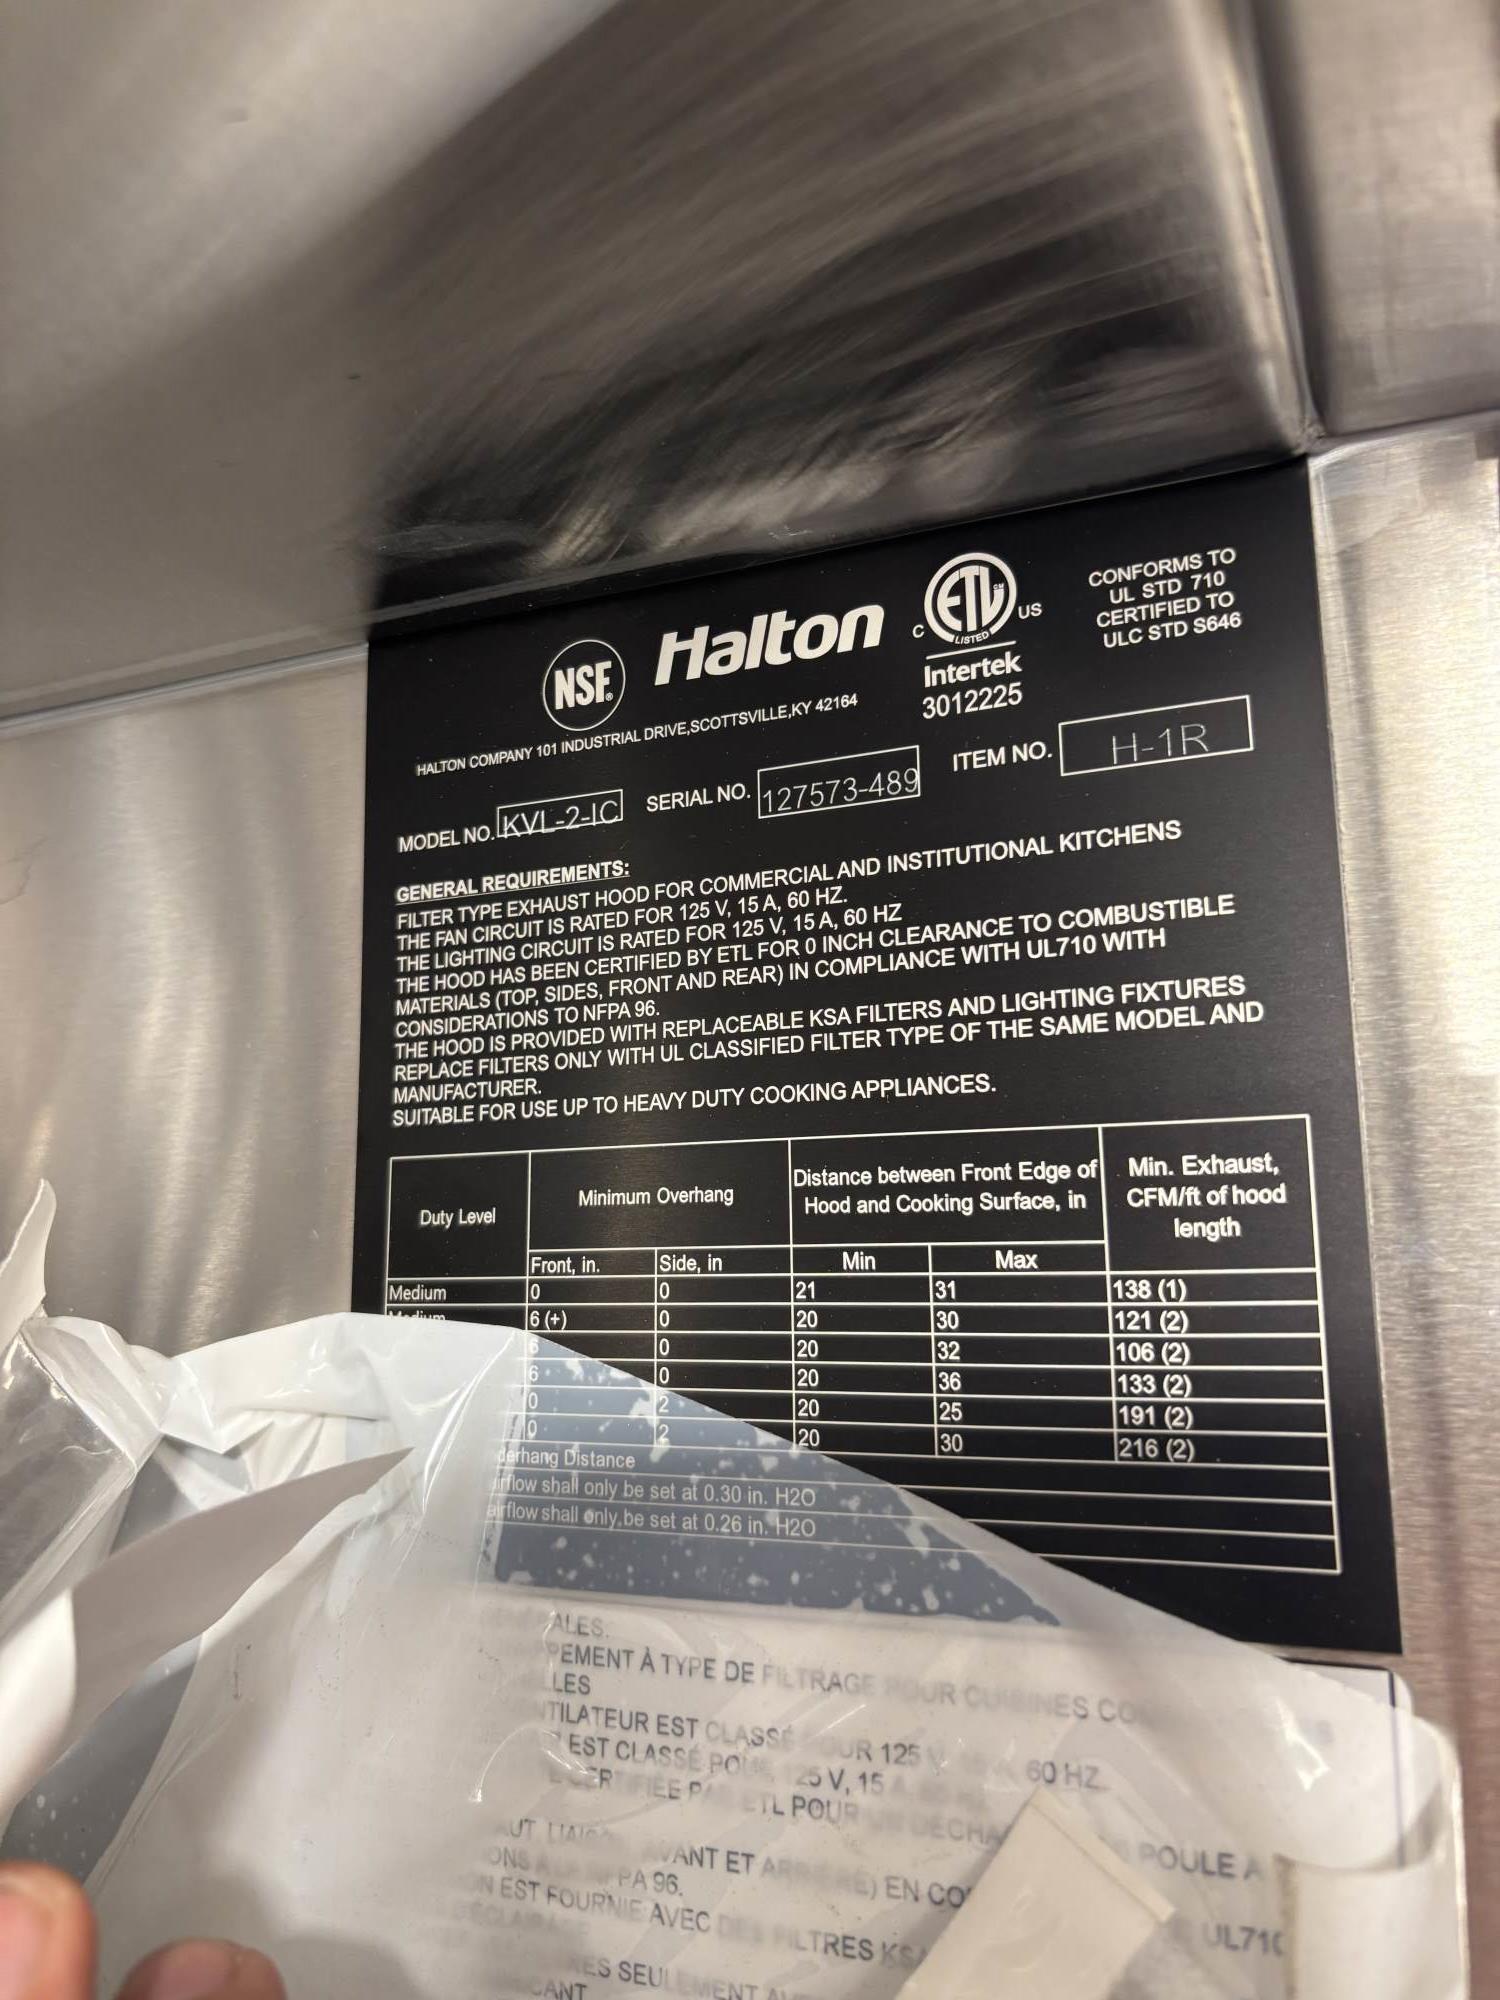 NSF®
Halton
C ETL CM US
LISTED
Intertek
3012225
CONFORMS TO
UL STD 710
CERTIFIED TO
ULC STD S646
HALTON COMPANY 101 INDUSTRIAL DRIVE,SCOTTSVILLE,KY 42164
MODEL NO. KVL-2-IC SERIAL NO. 127573-489 ITEM NO. H-1R
GENERAL REQUIREMENTS:
FILTER TYPE EXHAUST HOOD FOR COMMERCIAL AND INSTITUTIONAL KITCHENS
THE FAN CIRCUIT IS RATED FOR 125 V, 15 A, 60 HZ.
THE LIGHTING CIRCUIT IS RATED FOR 125 V, 15 A, 60 HZ
THE HOOD HAS BEEN CERTIFIED BY ETL FOR 0 INCH CLEARANCE TO COMBUSTIBLE
MATERIALS (TOP, SIDES, FRONT AND REAR) IN COMPLIANCE WITH UL710 WITH
CONSIDERATIONS TO NFPA 96.
THE HOOD IS PROVIDED WITH REPLACEABLE KSA FILTERS AND LIGHTING FIXTURES
REPLACE FILTERS ONLY WITH UL CLASSIFIED FILTER TYPE OF THE SAME MODEL AND
MANUFACTURER.
SUITABLE FOR USE UP TO HEAVY DUTY COOKING APPLIANCES.
Duty Level
Minimum Overhang
Distance between Front Edge of
Hood and Cooking Surface, in
Min. Exhaust,
CFM/ft of hood
length
Front, in. Side, in Min Max
Medium 0 0 21 31 138 (1)
Medium 6 (+) 0 20 30 121 (2)
6 0 20 32 106 (2)
6 0 20 36 133 (2)
0 2 20 25 191 (2)
0 2 20 30 216 (2)
Distance
shall only be set at 0.30 in. H2O
airflow shall only be set at 0.26 in. H2O
À TYPE DE FILTRAGE POUR CUISINES
EST CLASSÉ 125 V 60 HZ
EST CLASSÉ POUR 125 V, 15
ETL POUR
AVANT ET EN
96.
EST FOURNIE AVEC FILTRES
POULE A
UL710
SEULEMENT